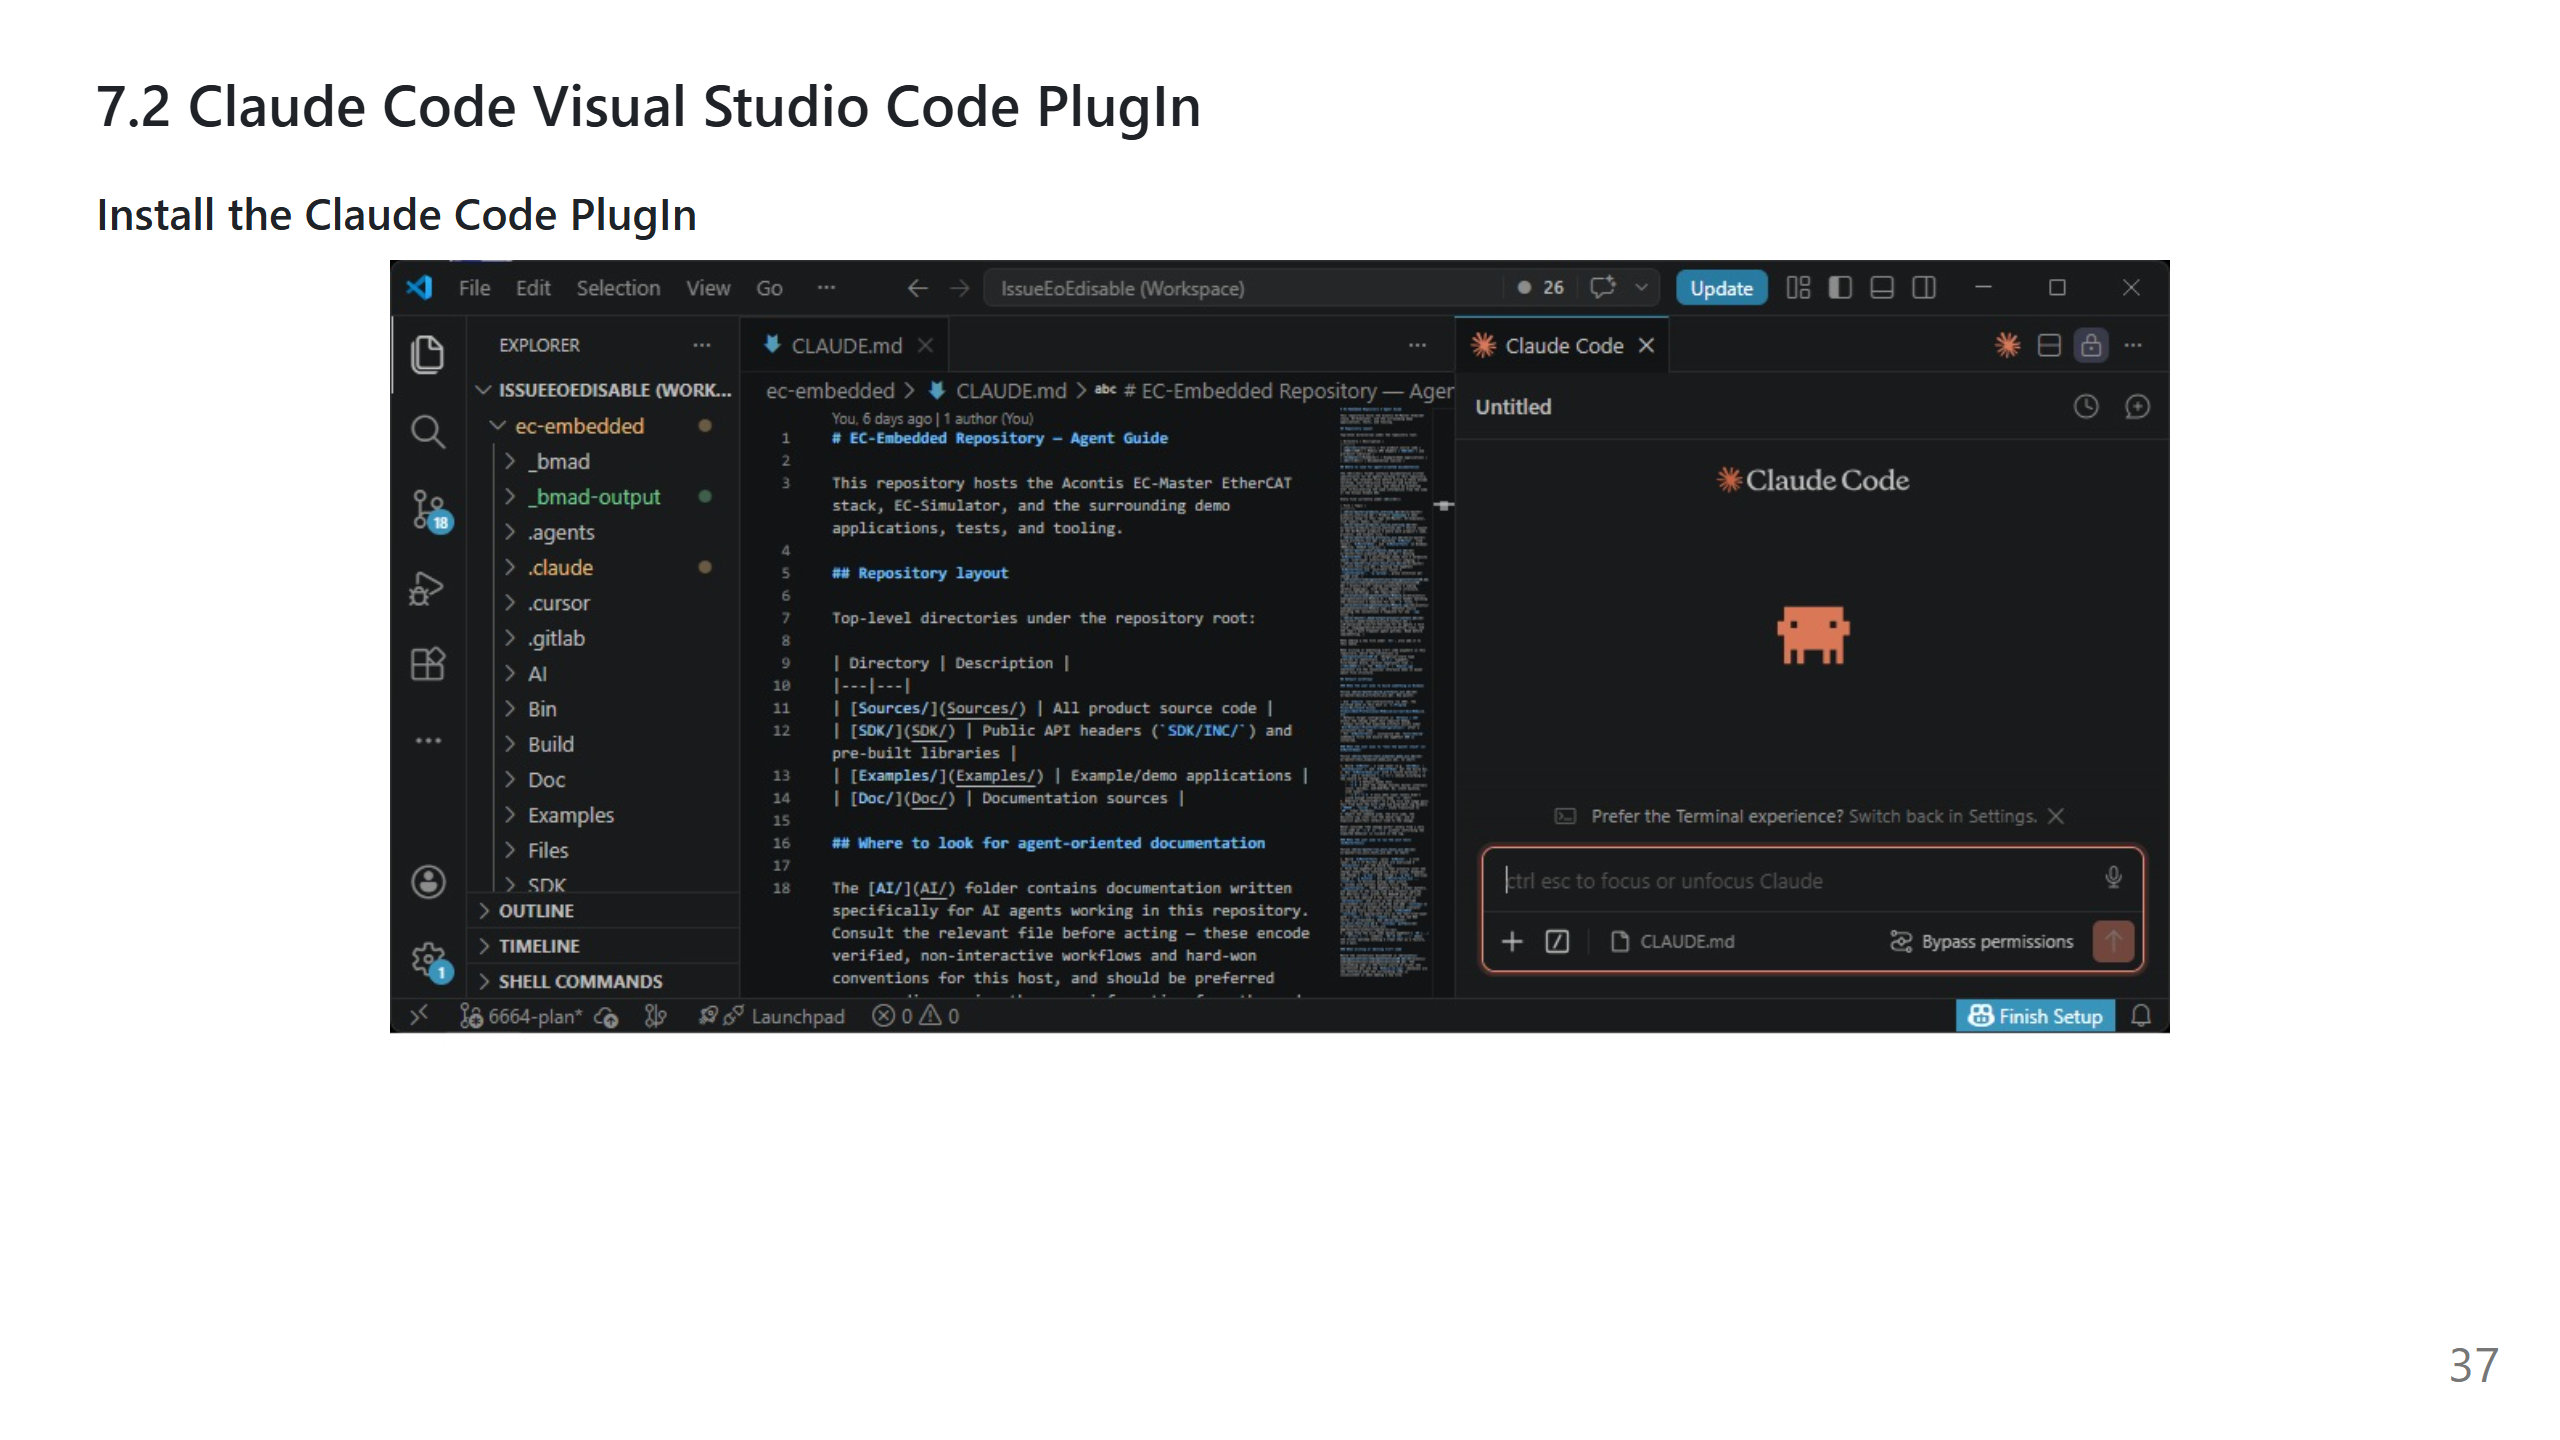 7.2 Claude Code Visual Studio Code PlugIn
Install the Claude Code PlugIn
File Edit Selection View Go ··· IssueEoEdisable (Workspace) 26 Update
EXPLORER ···
ISSUEEOEDISABLE (WORK...
ec-embedded
_bmad
_bmad-output
.agents
.claude
.cursor
.gitlab
AI
Bin
Build
Doc
Examples
Files
SDK
OUTLINE
TIMELINE
SHELL COMMANDS
18
1
CLAUDE.md
ec-embedded > CLAUDE.md > abc # EC-Embedded Repository — Agen
You, 6 days ago | 1 author (You)
1 # EC-Embedded Repository — Agent Guide
2
3 This repository hosts the Acontis EC-Master EtherCAT
stack, EC-Simulator, and the surrounding demo
applications, tests, and tooling.
4
5 ## Repository layout
6
7 Top-level directories under the repository root:
8
9 | Directory | Description |
10 |---|---|
11 | [Sources/](Sources/) | All product source code |
12 | [SDK/](SDK/) | Public API headers (`SDK/INC/`) and
pre-built libraries |
13 | [Examples/](Examples/) | Example/demo applications |
14 | [Doc/](Doc/) | Documentation sources |
15
16 ## Where to look for agent-oriented documentation
17
18 The [AI/](AI/) folder contains documentation written
specifically for AI agents working in this repository.
Consult the relevant file before acting — these encode
verified, non-interactive workflows and hard-won
conventions for this host, and should be preferred
Claude Code
Untitled
Claude Code
Prefer the Terminal experience? Switch back in Settings.
ctrl esc to focus or unfocus Claude
CLAUDE.md Bypass permissions
6664-plan* Launchpad 0 0 Finish Setup
37